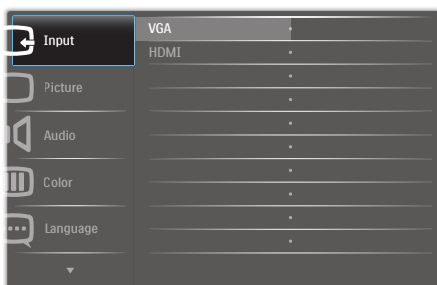 Input
VGA
HDMI
Picture
Audio
Color
Language